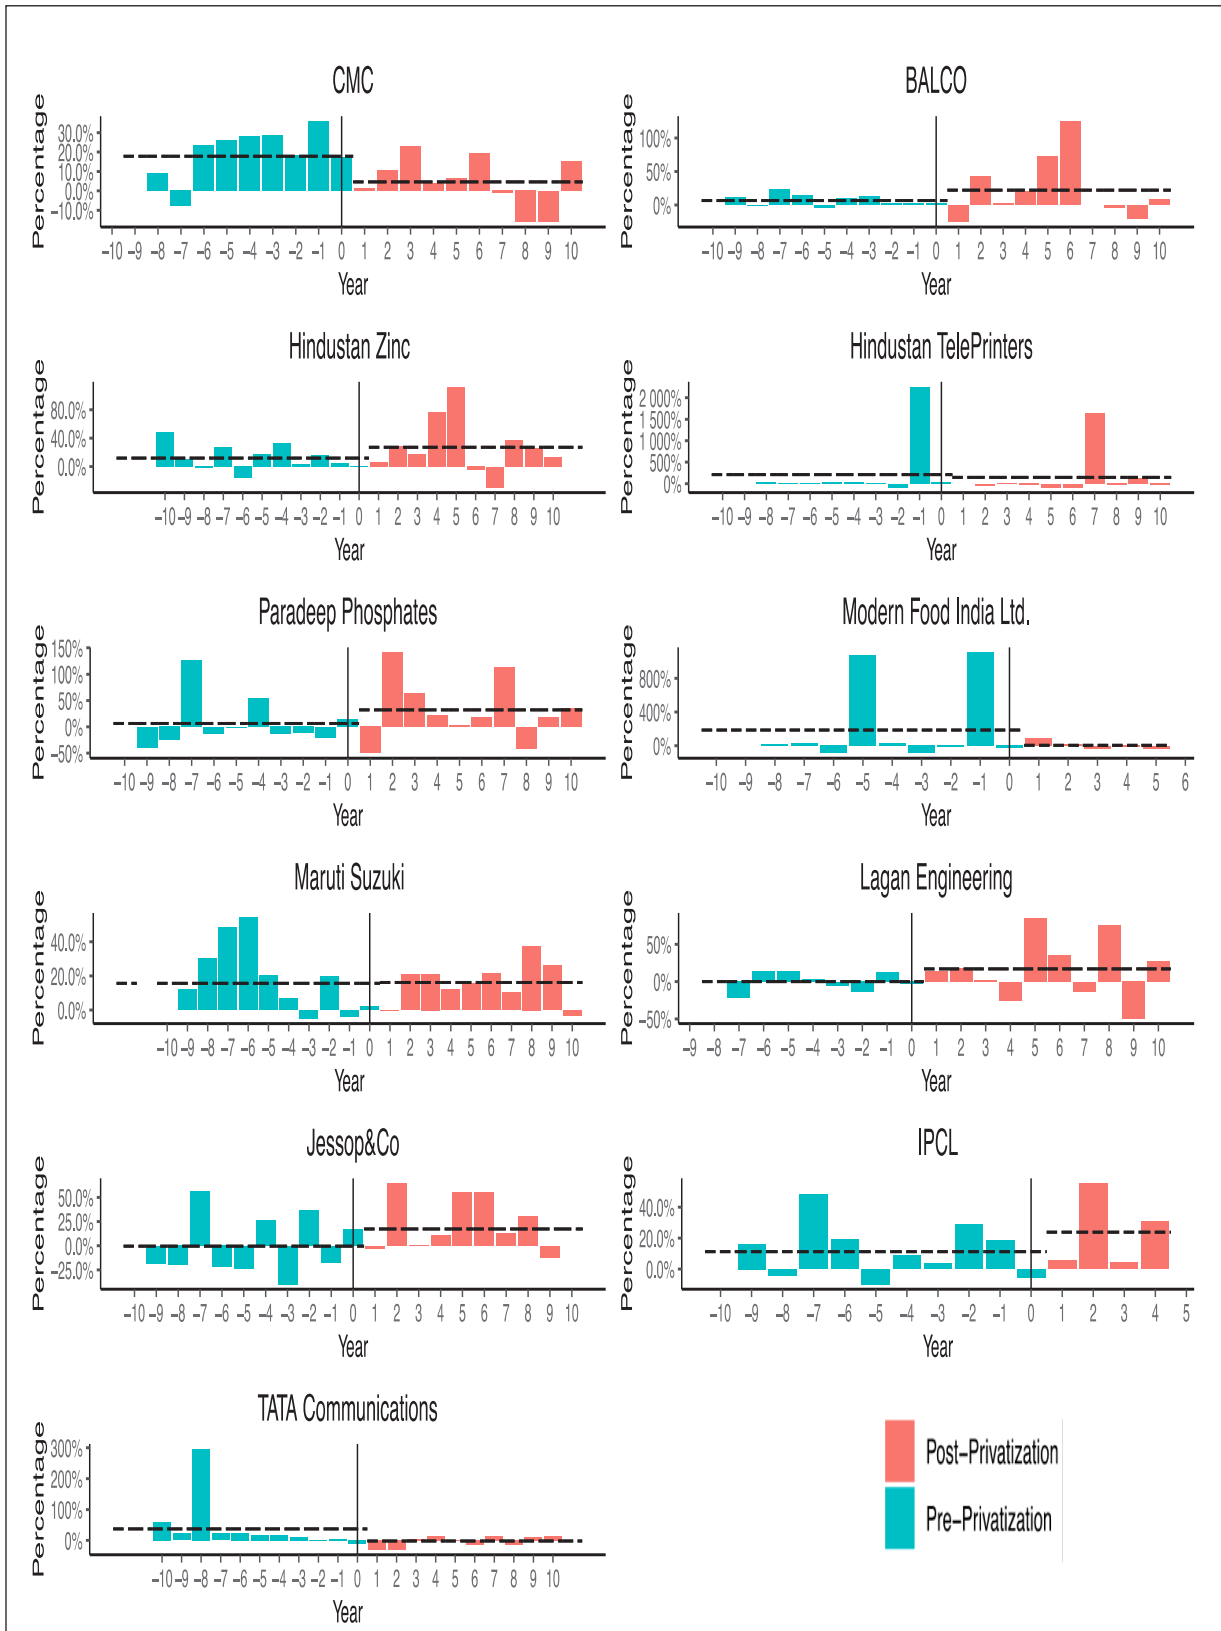 CMC
Percentage
30.0%
20.0%
10.0%
0.0%
−10.0%
−10 −9 −8 −7 −6 −5 −4 −3 −2 −1 0 1 2 3 4 5 6 7 8 9 10
Year
BALCO
Percentage
100%
50%
0%
−10 −9 −8 −7 −6 −5 −4 −3 −2 −1 0 1 2 3 4 5 6 7 8 9 10
Year
Hindustan Zinc
Percentage
80.0%
40.0%
0.0%
−10 −9 −8 −7 −6 −5 −4 −3 −2 −1 0 1 2 3 4 5 6 7 8 9 10
Year
Hindustan TelePrinters
Percentage
2 000%
1 500%
1 000%
500%
0%
−10 −9 −8 −7 −6 −5 −4 −3 −2 −1 0 1 2 3 4 5 6 7 8 9 10
Year
Paradeep Phosphates
Percentage
150%
100%
50%
0%
−50%
−10 −9 −8 −7 −6 −5 −4 −3 −2 −1 0 1 2 3 4 5 6 7 8 9 10
Year
Modern Food India Ltd.
Percentage
800%
400%
0%
−10 −9 −8 −7 −6 −5 −4 −3 −2 −1 0 1 2 3 4 5 6
Year
Maruti Suzuki
Percentage
40.0%
20.0%
0.0%
−10 −9 −8 −7 −6 −5 −4 −3 −2 −1 0 1 2 3 4 5 6 7 8 9 10
Year
Lagan Engineering
Percentage
50%
0%
−50%
−9 −8 −7 −6 −5 −4 −3 −2 −1 0 1 2 3 4 5 6 7 8 9 10
Year
Jessop&Co
Percentage
50.0%
25.0%
0.0%
−25.0%
−10 −9 −8 −7 −6 −5 −4 −3 −2 −1 0 1 2 3 4 5 6 7 8 9 10
Year
IPCL
Percentage
40.0%
20.0%
0.0%
−10 −9 −8 −7 −6 −5 −4 −3 −2 −1 0 1 2 3 4 5
Year
TATA Communications
Percentage
300%
200%
100%
0%
−10 −9 −8 −7 −6 −5 −4 −3 −2 −1 0 1 2 3 4 5 6 7 8 9 10
Year
Post−Privatization
Pre−Privatization